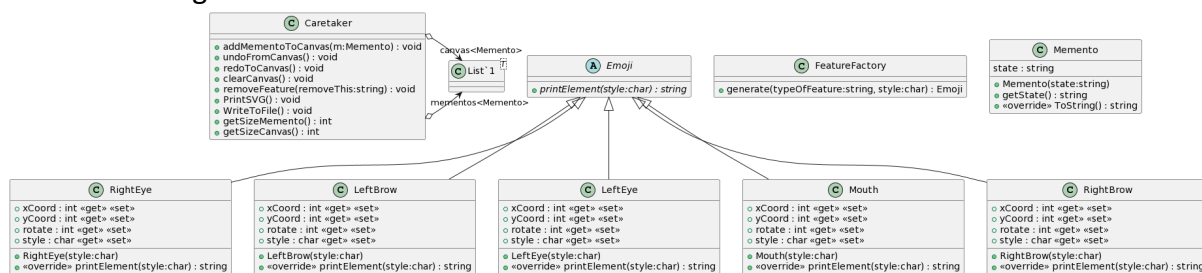 C Caretaker
addMementoToCanvas(m:Memento) : void
undoFromCanvas() : void
redoToCanvas() : void
clearCanvas() : void
removeFeature(removeThis:string) : void
PrintSVG() : void
WriteToFile() : void
getSizeMemento() : int
getSizeCanvas() : int
canvas<Memento>
C List`1
T
mementos<Memento>
A Emoji
printElement(style:char) : string
C FeatureFactory
generate(typeOfFeature:string, style:char) : Emoji
C Memento
state : string
Memento(state:string)
getState() : string
«override» ToString() : string
C RightEye
xCoord : int «get» «set»
yCoord : int «get» «set»
rotate : int «get» «set»
style : char «get» «set»
RightEye(style:char)
«override» printElement(style:char) : string
C LeftBrow
xCoord : int «get» «set»
yCoord : int «get» «set»
rotate : int «get» «set»
style : char «get» «set»
LeftBrow(style:char)
«override» printElement(style:char) : string
C LeftEye
xCoord : int «get» «set»
yCoord : int «get» «set»
rotate : int «get» «set»
style : char «get» «set»
LeftEye(style:char)
«override» printElement(style:char) : string
C Mouth
xCoord : int «get» «set»
yCoord : int «get» «set»
rotate : int «get» «set»
style : char «get» «set»
Mouth(style:char)
«override» printElement(style:char) : string
C RightBrow
xCoord : int «get» «set»
yCoord : int «get» «set»
rotate : int «get» «set»
style : char «get» «set»
RightBrow(style:char)
«override» printElement(style:char) : string